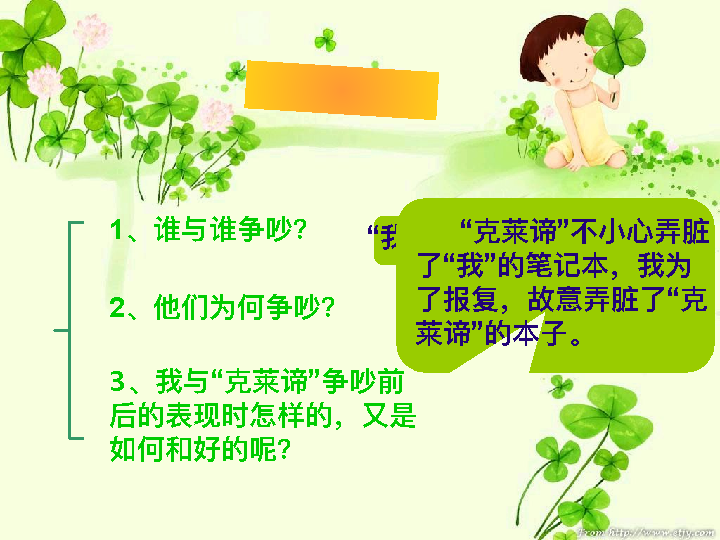 1、谁与谁争吵?
“我
“克莱谛”不小心弄脏
了“我”的笔记本，我为
了报复，故意弄脏了“克
莱谛”的本子。
2、他们为何争吵?
3、我与“克莱谛”争吵前
后的表现时怎样的，又是
如何和好的呢?
From http://www.etjy.com